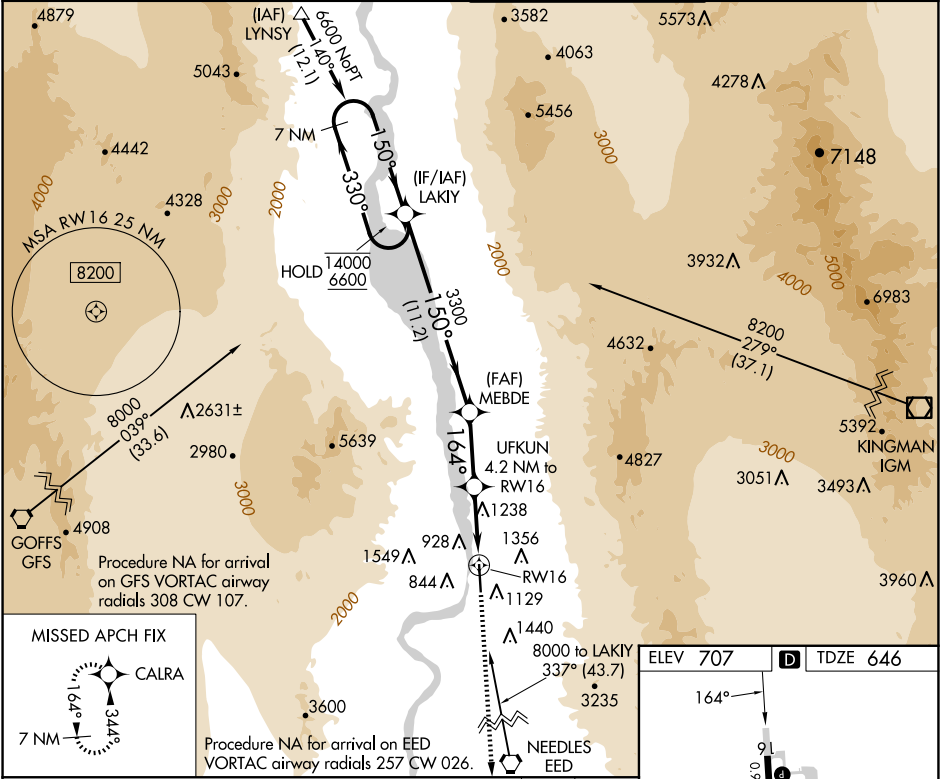 4879
(IAF)
LYNSY
6600 NoPT
140°
(12.1)
3582
5573
5043
4063
4278
7 NM
5456
150°
3000
7148
4442
330°
(IF/IAF)
LAKIY
4000
4328
3000
2000
MSA RW16 25 NM
8200
HOLD
14000
6600
2000
3932
5000
4000
3300
150°
(11.2)
6983
8200
279°
(37.1)
4632
8000
039°
(33.6)
2631±
(FAF)
MEBDE
5639
2980
164°
UFKUN
4.2 NM to
RW16
5392
KINGMAN
IGM
3000
4827
3051
3493
3000
1238
GOFFS
GFS
4908
928
1356
1549
Procedure NA for arrival
on GFS VORTAC airway
radials 308 CW 107.
844
RW16
3960
1129
2000
MISSED APCH FIX
1440
8000 to LAKIY
337° (43.7)
ELEV 707
D
TDZE 646
CALRA
164°
344°
3235
164°
7 NM
3600
Procedure NA for arrival on EED
VORTAC airway radials 257 CW 026.
NEEDLES
EED
16
P